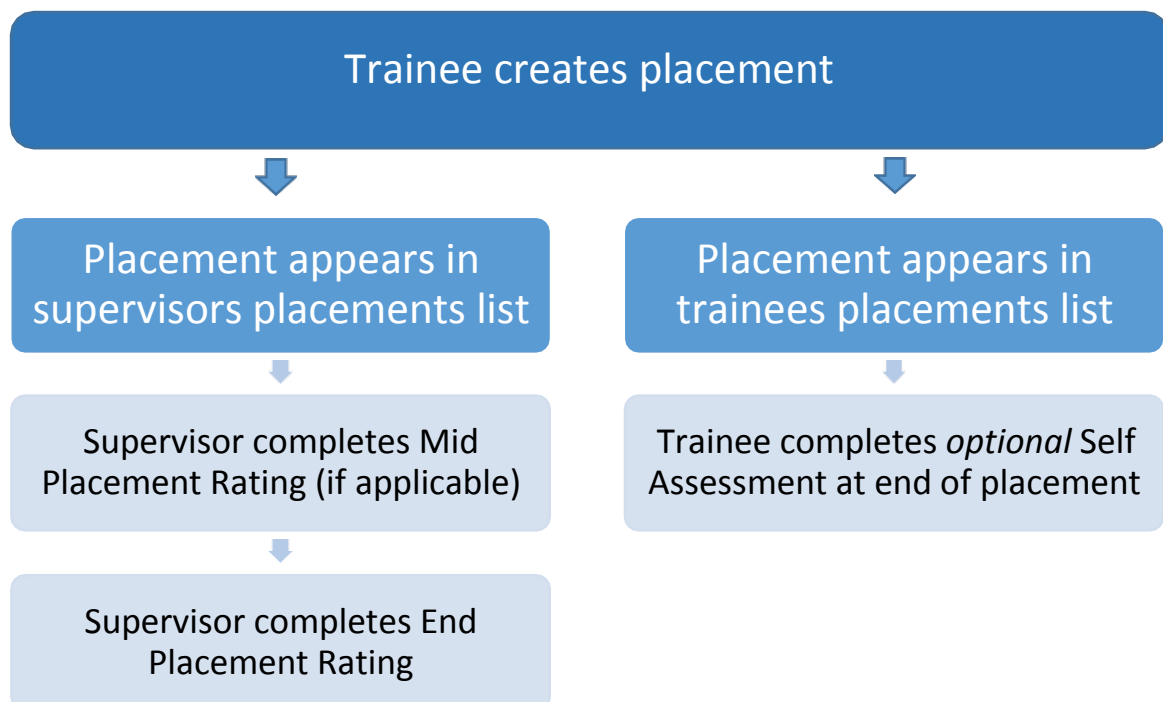 Trainee creates placement
Placement appears in
supervisors placements list
Placement appears in
trainees placements list
Supervisor completes Mid
Placement Rating (if applicable)
Trainee completes optional Self
Assessment at end of placement
Supervisor completes End
Placement Rating